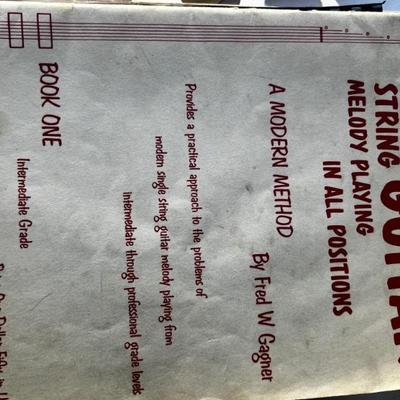 STRING GUITAR
MELODY PLAYING
IN ALL POSITIONS
A MODERN METHOD
By Fred W Gagner
Provides a practical approach to the problems of
modern single string guitar melody playing from
intermediate through professional grade levels
BOOK ONE
Intermediate Grade